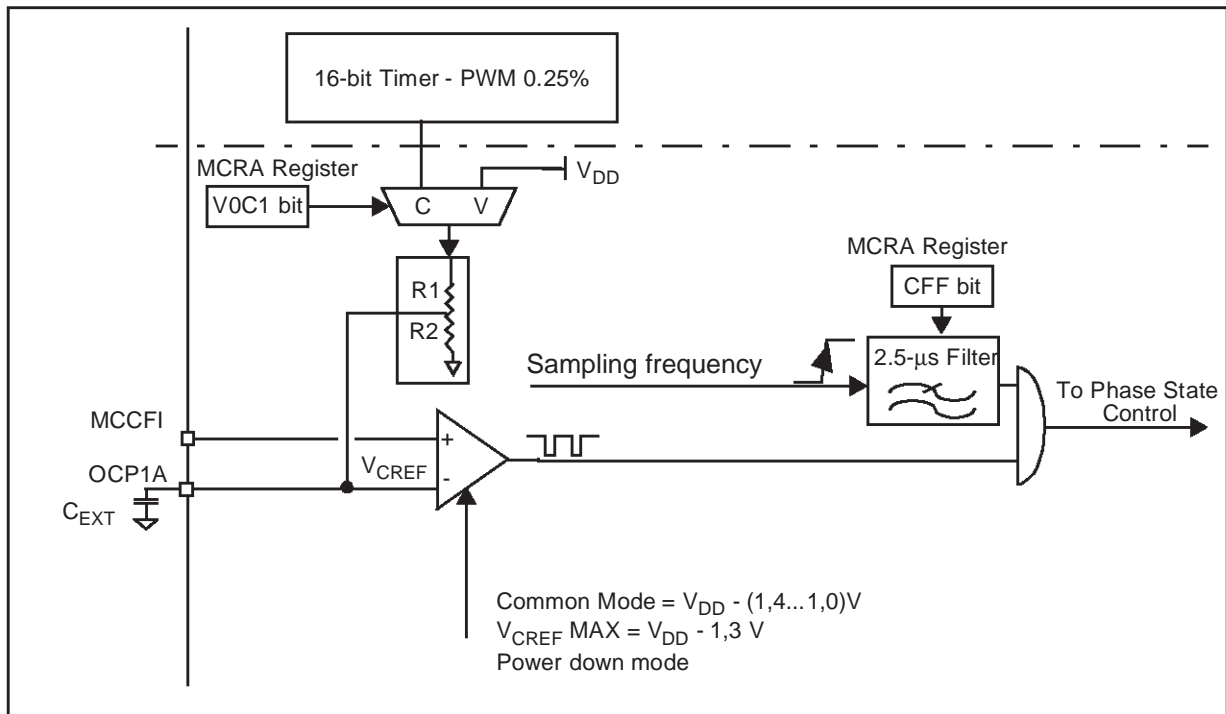 16-bit Timer - PWM 0.25%
MCRA Register
VDD
V0C1 bit
C V
R1
R2
MCRA Register
CFF bit
Sampling frequency
2.5-µs Filter
To Phase State
Control
MCCFI
+
OCP1A
VCREF
-
CEXT
Common Mode = VDD - (1,4...1,0)V
VCREF MAX = VDD - 1,3 V
Power down mode